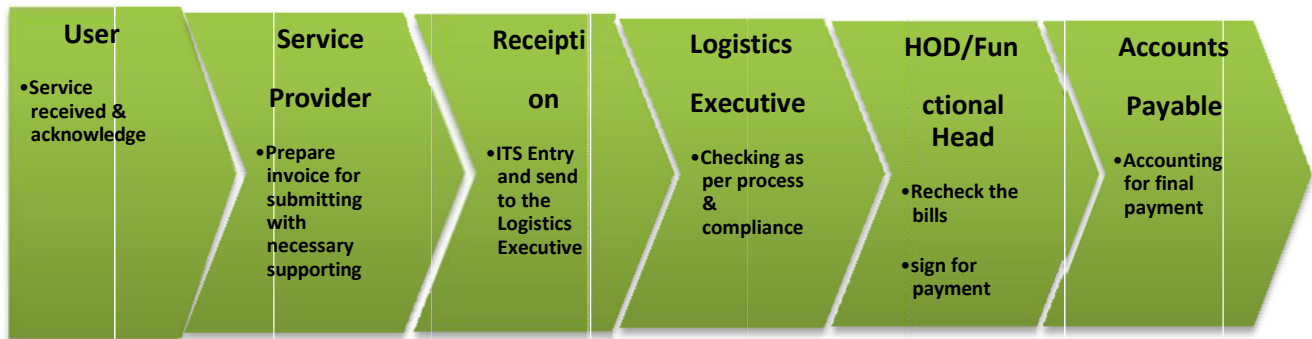 User
•Service
received &
acknowledge
Service
Provider
•Prepare
invoice for
submitting
with
necessary
supporting
Receipti
on
•ITS Entry
and send
to the
Logistics
Executive
Logistics
Executive
•Checking as
per process
&
compliance
HOD/Fun
ctional
Head
•Recheck the
bills
•sign for
payment
Accounts
Payable
•Accounting
for final
payment